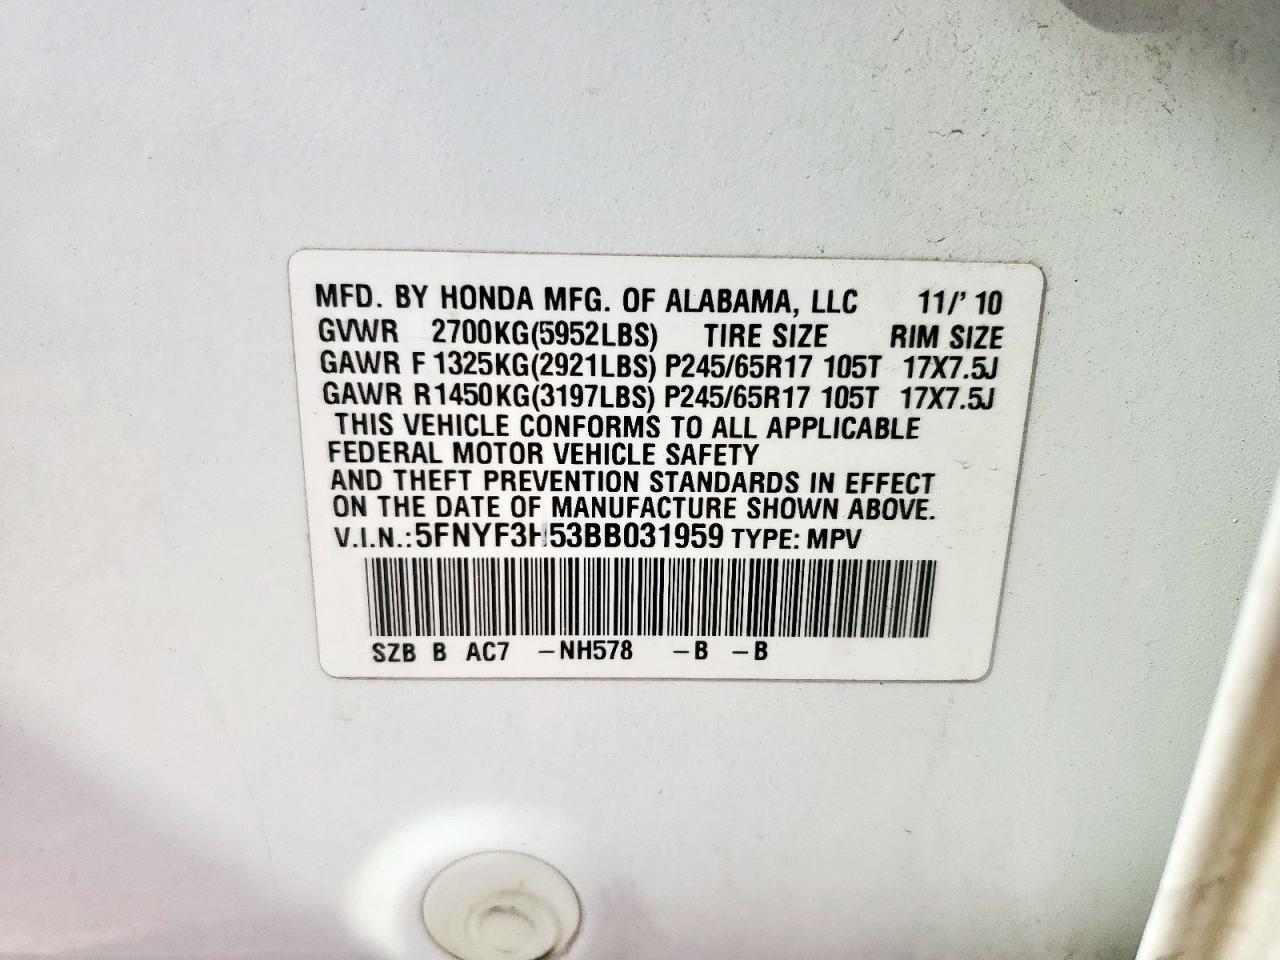 MFD. BY HONDA MFG. OF ALABAMA, LLC 11/' 10
GVWR 2700KG(5952LBS) TIRE SIZE RIM SIZE
GAWR F 1325KG(2921LBS) P245/65R17 105T 17X7.5J
GAWR R1450KG(3197LBS) P245/65R17 105T 17X7.5J
THIS VEHICLE CONFORMS TO ALL APPLICABLE
FEDERAL MOTOR VEHICLE SAFETY
AND THEFT PREVENTION STANDARDS IN EFFECT
ON THE DATE OF MANUFACTURE SHOWN ABOVE.
V.I.N.:5FNYF3H53BB031959 TYPE: MPV
SZB B AC7 -NH578 -B -B